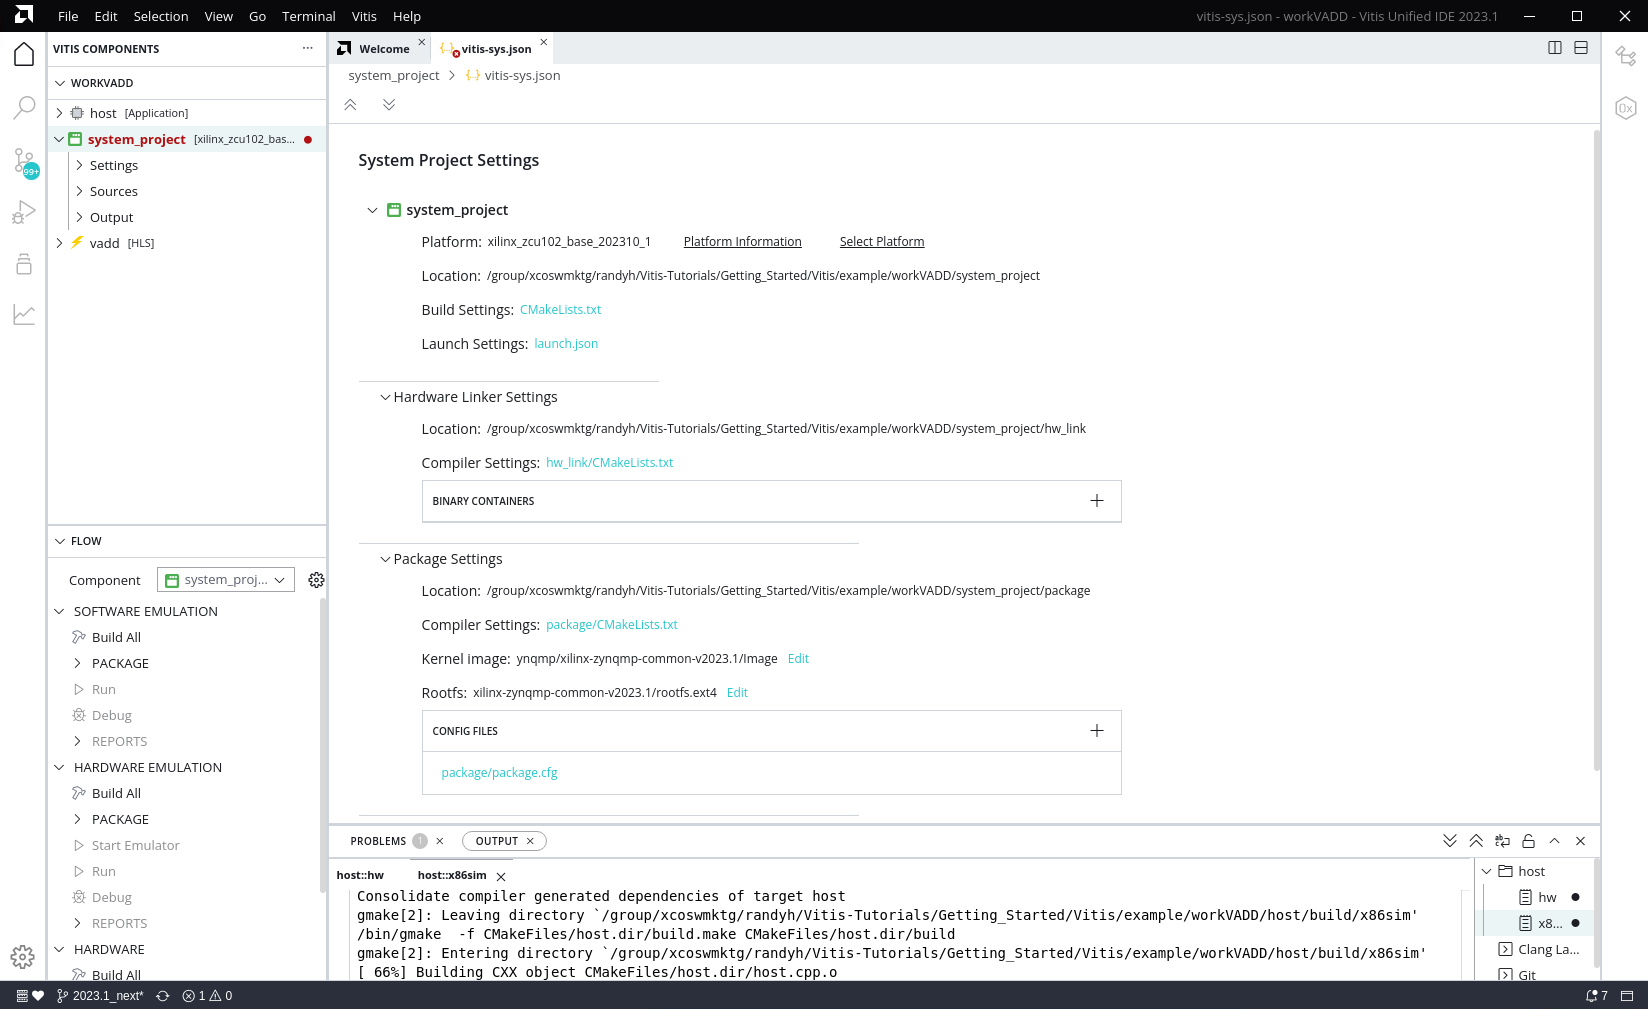 File Edit Selection View Go Terminal Vitis Help
vitis-sys.json - workVADD - Vitis Unified IDE 2023.1
VITIS COMPONENTS
WORKVADD
host [Application]
system_project [xilinx_zcu102_bas...
Settings
Sources
Output
vadd [HLS]
99+
FLOW
Component system_proj...
SOFTWARE EMULATION
Build All
PACKAGE
Run
Debug
REPORTS
HARDWARE EMULATION
Build All
PACKAGE
Start Emulator
Run
Debug
REPORTS
HARDWARE
Build All
Welcome
vitis-sys.json
system_project > vitis-sys.json
System Project Settings
system_project
Platform: xilinx_zcu102_base_202310_1 Platform Information Select Platform
Location: /group/xcoswmktg/randyh/Vitis-Tutorials/Getting_Started/Vitis/example/workVADD/system_project
Build Settings: CMakeLists.txt
Launch Settings: launch.json
Hardware Linker Settings
Location: /group/xcoswmktg/randyh/Vitis-Tutorials/Getting_Started/Vitis/example/workVADD/system_project/hw_link
Compiler Settings: hw_link/CMakeLists.txt
BINARY CONTAINERS
Package Settings
Location: /group/xcoswmktg/randyh/Vitis-Tutorials/Getting_Started/Vitis/example/workVADD/system_project/package
Compiler Settings: package/CMakeLists.txt
Kernel image: ynqmp/xilinx-zynqmp-common-v2023.1/Image Edit
Rootfs: xilinx-zynqmp-common-v2023.1/rootfs.ext4 Edit
CONFIG FILES
package/package.cfg
PROBLEMS 1
OUTPUT
host::hw host::x86sim
Consolidate compiler generated dependencies of target host
gmake[2]: Leaving directory `/group/xcoswmktg/randyh/Vitis-Tutorials/Getting_Started/Vitis/example/workVADD/host/build/x86sim'
/bin/gmake  -f CMakeFiles/host.dir/build.make CMakeFiles/host.dir/build
gmake[2]: Entering directory `/group/xcoswmktg/randyh/Vitis-Tutorials/Getting_Started/Vitis/example/workVADD/host/build/x86sim'
[ 66%] Building CXX object CMakeFiles/host.dir/host.cpp.o
host
hw
x8...
Clang La...
Git
0x
2023.1_next* 1 0
7